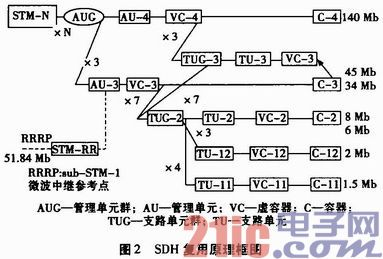 STM-N AUG AU-4 VC-4 C-4 140 Mb
×N
×3 ×3
TUG-3 TU-3 VC-3
45 Mb
AU-3 VC-3 C-3 34 Mb
×7 ×7
TUG-2 TU-2 VC-2 C-2 8 Mb
×3 6 Mb
RRRP
51.84 Mb STM-RR TU-12 VC-12 C-12 2 Mb
RRRP:sub-STM-1
微波中继参考点
×4
TU-11 VC-11 C-11 1.5 Mb
AUG—管理单元群；AU—管理单元；VC—虚容器；C—容器；
TUG—支路单元群；TU—支路单元
图2 SDH 复用原理框图
21ic 电子网